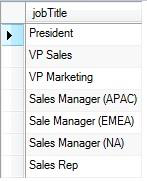 jobTitle
President
VP Sales
VP Marketing
Sales Manager (APAC)
Sale Manager (EMEA)
Sales Manager (NA)
Sales Rep